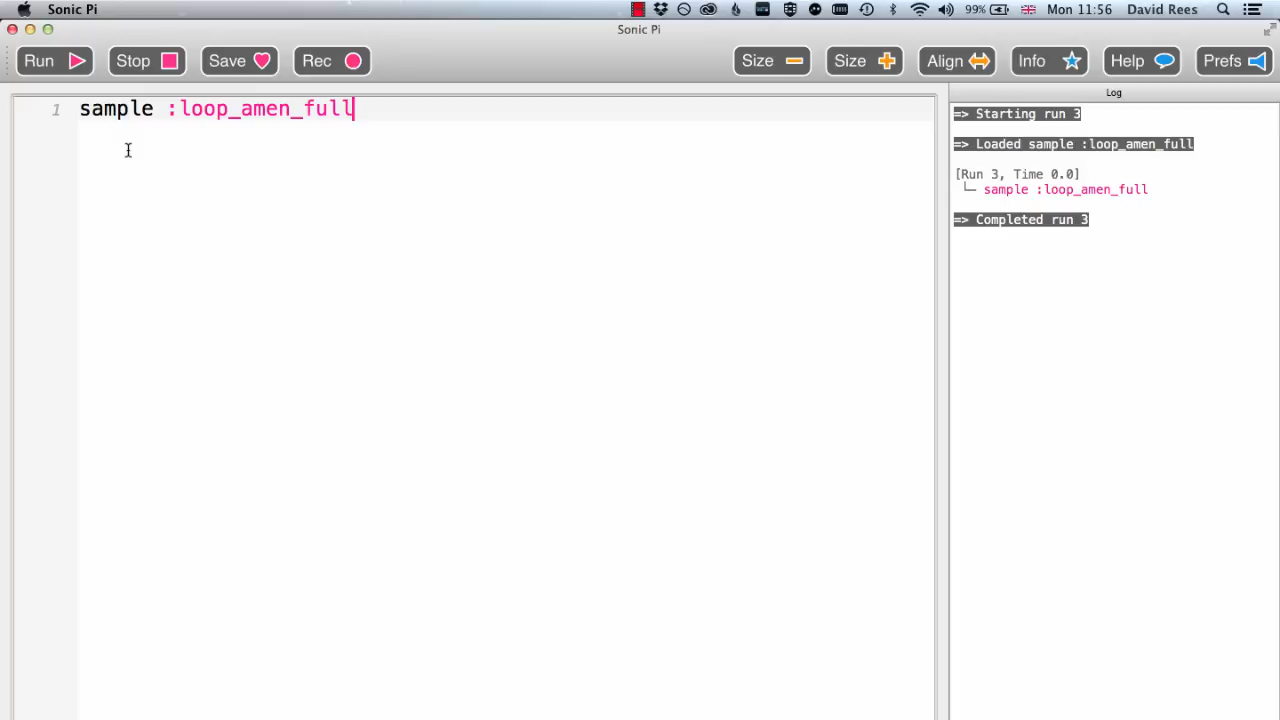 Sonic Pi 99% Mon 11:56 David Rees
Sonic Pi
Run Stop Save Rec Size Size Align Info Help Prefs
Log
1 sample :loop_amen_full
=> Starting run 3
=> Loaded sample :loop_amen_full
[Run 3, Time 0.0]
└─ sample :loop_amen_full
=> Completed run 3